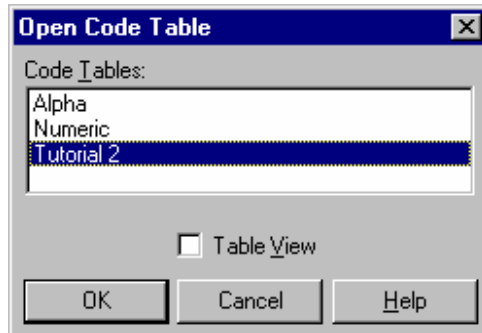 Open Code Table
Code Tables:
Alpha
Numeric
Tutorial 2
Table View
OK Cancel Help